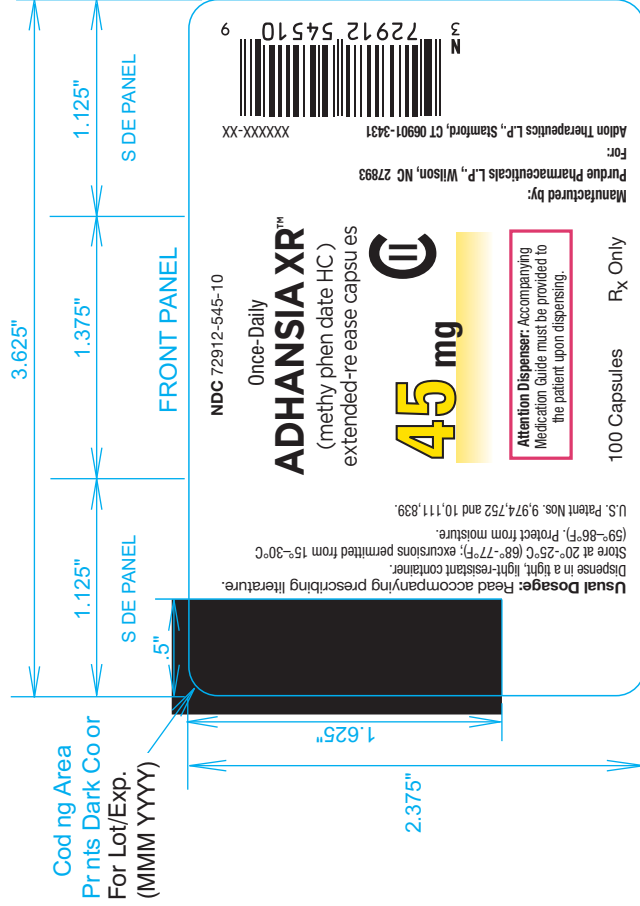 3.625"
1.125"
1.375"
1.125"
S DE PANEL
FRONT PANEL
S DE PANEL
.5"
Cod ng Area
Pr nts Dark Co or
For Lot/Exp.
(MMM YYYY)
1.625"
2.375"
Usual Dosage: Read accompanying prescribing literature.
Dispense in a tight, light-resistant container.
Store at 20°-25°C (68°-77°F); excursions permitted from 15°–30°C
(59°–86°F). Protect from moisture.
U.S. Patent Nos. 9,974,752 and 10,111,839.
NDC 72912-545-10
Once-Daily
ADHANSIA XR™
(methy phen date HC )
extended-re ease capsu es
45 mg
CII
Attention Dispenser: Accompanying
Medication Guide must be provided to
the patient upon dispensing.
100 Capsules Rx Only
Manufactured by:
Purdue Pharmaceuticals L.P., Wilson, NC 27893
For:
Adlon Therapeutics L.P., Stamford, CT 06901-3431
XXXXXX-XX
N
3 72912 54510 9